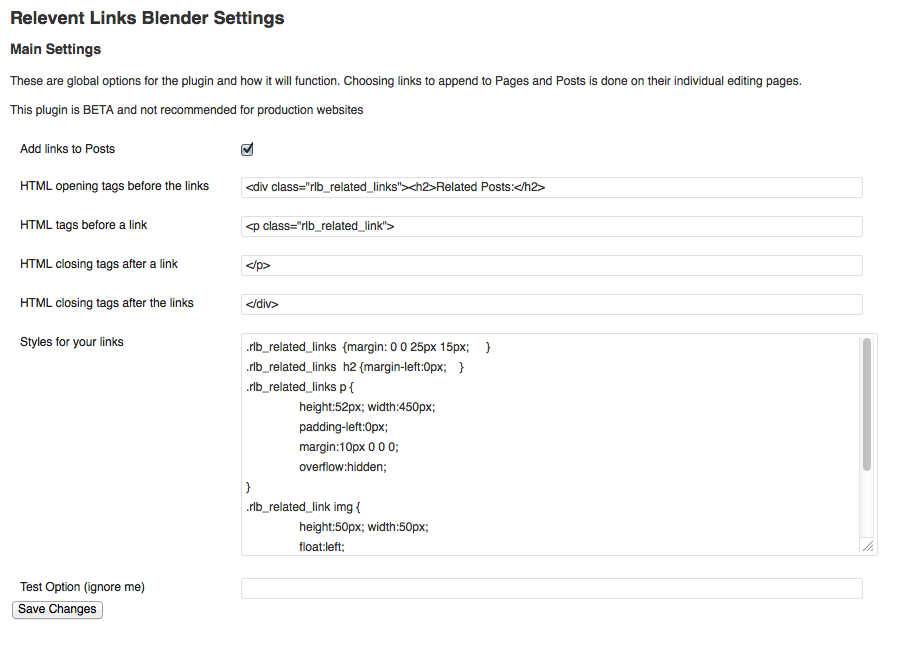 Relevent Links Blender Settings
Main Settings
These are global options for the plugin and how it will function. Choosing links to append to Pages and Posts is done on their individual editing pages.
This plugin is BETA and not recommended for production websites
Add links to Posts
HTML opening tags before the links
<div class="rlb_related_links"><h2>Related Posts:</h2>
HTML tags before a link
<p class="rlb_related_link">
HTML closing tags after a link
</p>
HTML closing tags after the links
</div>
Styles for your links
.rlb_related_links  {margin: 0 0 25px 15px;     }
.rlb_related_links  h2 {margin-left:0px;    }
.rlb_related_links p {
height:52px; width:450px;
padding-left:0px;
margin:10px 0 0 0;
overflow:hidden;
}
.rlb_related_link img {
height:50px; width:50px;
float:left;
Test Option (ignore me)
Save Changes